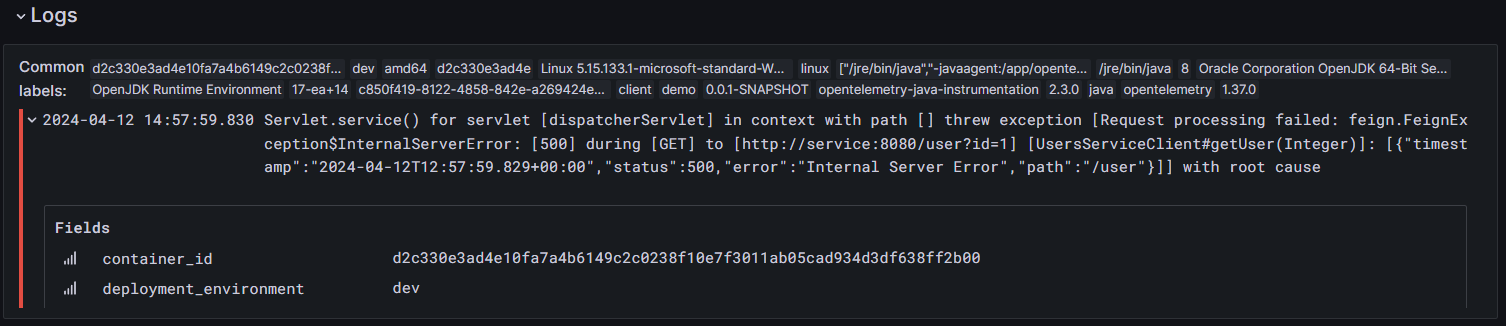 Logs
Common d2c330e3ad4e10fa7a4b6149c2c0238f... dev amd64 d2c330e3ad4e Linux 5.15.133.1-microsoft-standard-W... linux ["/jre/bin/java","-javaagent:/app/opente... /jre/bin/java 8 Oracle Corporation OpenJDK 64-Bit Se...
labels: OpenJDK Runtime Environment 17-ea+14 c850f419-8122-4858-842e-a269424e... client demo 0.0.1-SNAPSHOT opentelemetry-java-instrumentation 2.3.0 java opentelemetry 1.37.0
2024-04-12 14:57:59.830 Servlet.service() for servlet [dispatcherServlet] in context with path [] threw exception [Request processing failed: feign.FeignEx
ception$InternalServerError: [500] during [GET] to [http://service:8080/user?id=1] [UsersServiceClient#getUser(Integer)]: [{"timest
amp":"2024-04-12T12:57:59.829+00:00","status":500,"error":"Internal Server Error","path":"/user"}]] with root cause
Fields
container_id d2c330e3ad4e10fa7a4b6149c2c0238f10e7f3011ab05cad934d3df638ff2b00
deployment_environment dev